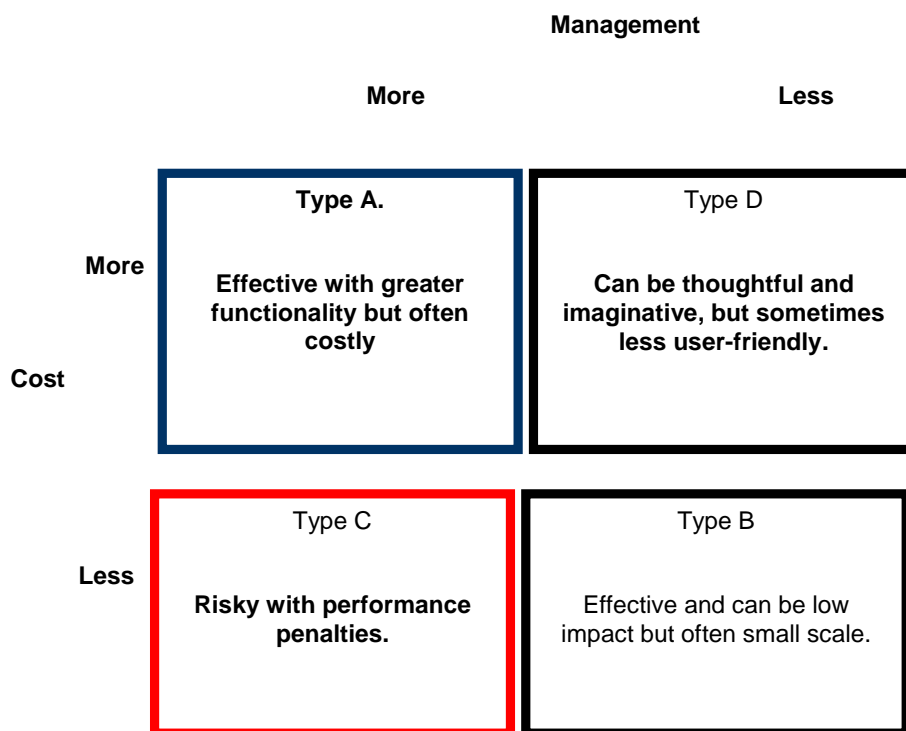 Management
More
Less
Type A.
Type D
More
Effective with greater
functionality but often
costly
Can be thoughtful and
imaginative, but sometimes
less user-friendly.
Cost
Type C
Type B
Less
Risky with performance
penalties.
Effective and can be low
impact but often small scale.